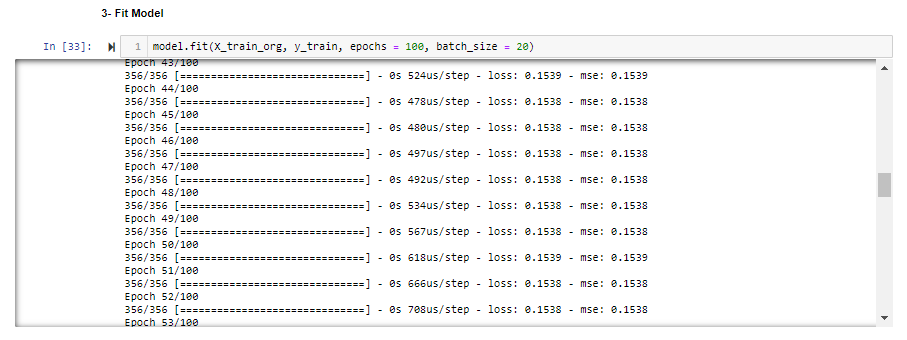 3- Fit Model
In [33]: 1 model.fit(X_train_org, y_train, epochs = 100, batch_size = 20)
Epoch 43/100
356/356 [==============================] - 0s 524us/step - loss: 0.1539 - mse: 0.1539
Epoch 44/100
356/356 [==============================] - 0s 478us/step - loss: 0.1538 - mse: 0.1538
Epoch 45/100
356/356 [==============================] - 0s 480us/step - loss: 0.1538 - mse: 0.1538
Epoch 46/100
356/356 [==============================] - 0s 497us/step - loss: 0.1538 - mse: 0.1538
Epoch 47/100
356/356 [==============================] - 0s 492us/step - loss: 0.1538 - mse: 0.1538
Epoch 48/100
356/356 [==============================] - 0s 534us/step - loss: 0.1538 - mse: 0.1538
Epoch 49/100
356/356 [==============================] - 0s 567us/step - loss: 0.1538 - mse: 0.1538
Epoch 50/100
356/356 [==============================] - 0s 618us/step - loss: 0.1539 - mse: 0.1539
Epoch 51/100
356/356 [==============================] - 0s 666us/step - loss: 0.1538 - mse: 0.1538
Epoch 52/100
356/356 [==============================] - 0s 708us/step - loss: 0.1538 - mse: 0.1538
Epoch 53/100